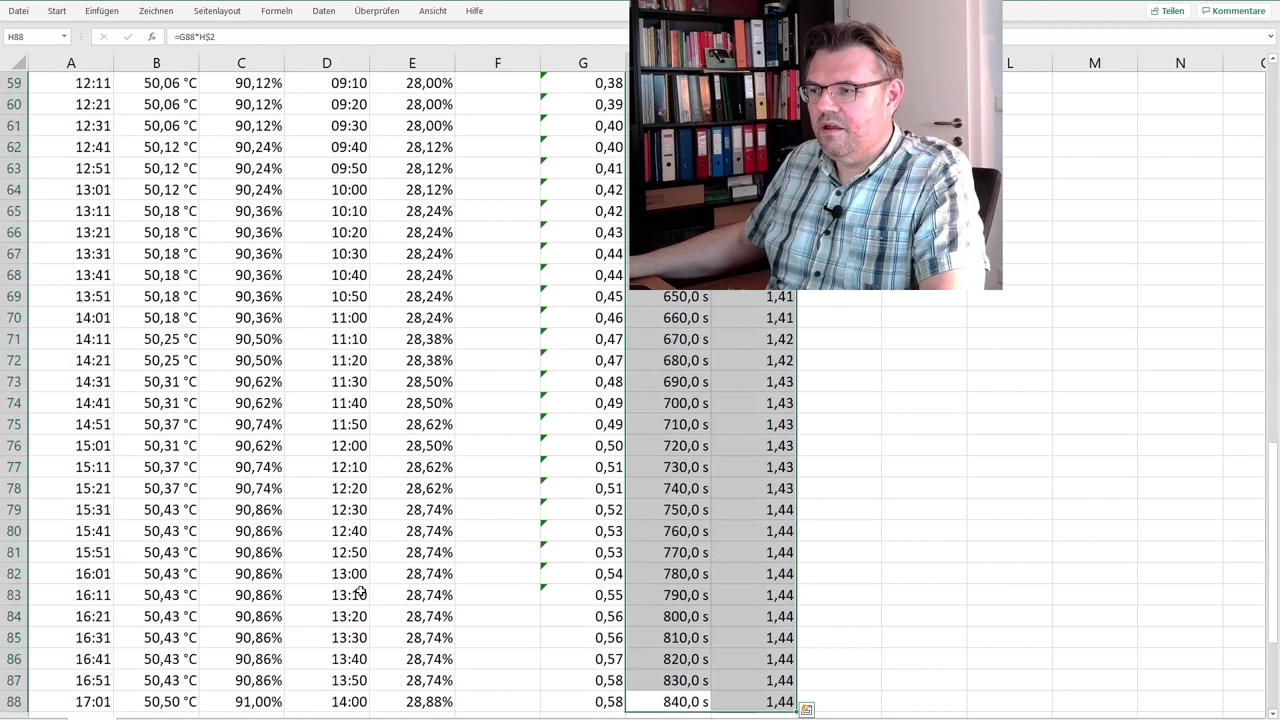 Datei Start Einfügen Zeichnen Seitenlayout Formeln Daten Überprüfen Ansicht Hilfe Teilen Kommentare
H88 fx =G88*H$2
A B C D E F G L M N
59 12:11 50,06 °C 90,12% 09:10 28,00% 0,38
60 12:21 50,06 °C 90,12% 09:20 28,00% 0,39
61 12:31 50,06 °C 90,12% 09:30 28,00% 0,40
62 12:41 50,12 °C 90,24% 09:40 28,12% 0,40
63 12:51 50,12 °C 90,24% 09:50 28,12% 0,41
64 13:01 50,12 °C 90,24% 10:00 28,12% 0,42
65 13:11 50,18 °C 90,36% 10:10 28,24% 0,42
66 13:21 50,18 °C 90,36% 10:20 28,24% 0,43
67 13:31 50,18 °C 90,36% 10:30 28,24% 0,44
68 13:41 50,18 °C 90,36% 10:40 28,24% 0,44
69 13:51 50,18 °C 90,36% 10:50 28,24% 0,45 650,0 s 1,41
70 14:01 50,18 °C 90,36% 11:00 28,24% 0,46 660,0 s 1,41
71 14:11 50,25 °C 90,50% 11:10 28,38% 0,47 670,0 s 1,42
72 14:21 50,25 °C 90,50% 11:20 28,38% 0,47 680,0 s 1,42
73 14:31 50,31 °C 90,62% 11:30 28,50% 0,48 690,0 s 1,43
74 14:41 50,31 °C 90,62% 11:40 28,50% 0,49 700,0 s 1,43
75 14:51 50,37 °C 90,74% 11:50 28,62% 0,49 710,0 s 1,43
76 15:01 50,31 °C 90,62% 12:00 28,50% 0,50 720,0 s 1,43
77 15:11 50,37 °C 90,74% 12:10 28,62% 0,51 730,0 s 1,43
78 15:21 50,37 °C 90,74% 12:20 28,62% 0,51 740,0 s 1,43
79 15:31 50,43 °C 90,86% 12:30 28,74% 0,52 750,0 s 1,44
80 15:41 50,43 °C 90,86% 12:40 28,74% 0,53 760,0 s 1,44
81 15:51 50,43 °C 90,86% 12:50 28,74% 0,53 770,0 s 1,44
82 16:01 50,43 °C 90,86% 13:00 28,74% 0,54 780,0 s 1,44
83 16:11 50,43 °C 90,86% 13:10 28,74% 0,55 790,0 s 1,44
84 16:21 50,43 °C 90,86% 13:20 28,74% 0,56 800,0 s 1,44
85 16:31 50,43 °C 90,86% 13:30 28,74% 0,56 810,0 s 1,44
86 16:41 50,43 °C 90,86% 13:40 28,74% 0,57 820,0 s 1,44
87 16:51 50,43 °C 90,86% 13:50 28,74% 0,58 830,0 s 1,44
88 17:01 50,50 °C 91,00% 14:00 28,88% 0,58 840,0 s 1,44